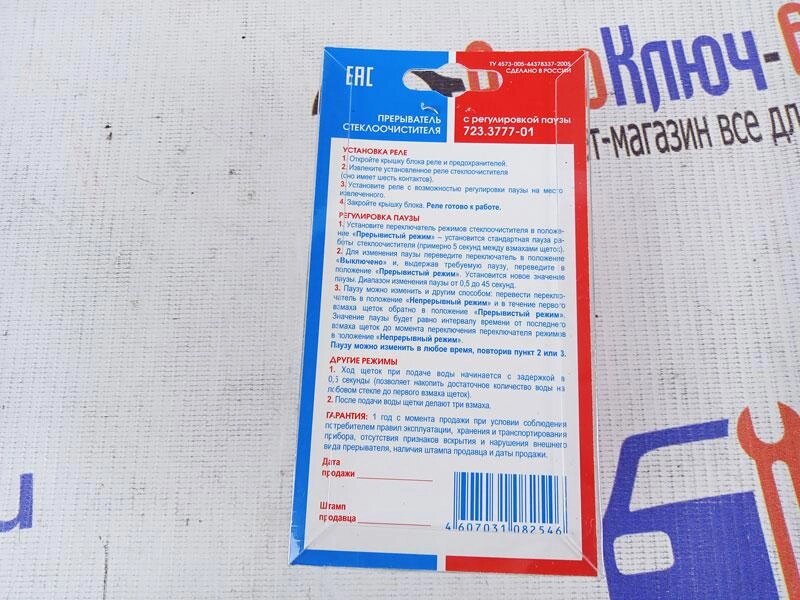 ЕАС
ТУ 4573-005-44378337-2005
СДЕЛАНО В РОССИИ
ПРЕРЫВАТЕЛЬ
СТЕКЛООЧИСТИТЕЛЯ
с регулировкой паузы
723.3777-01
УСТАНОВКА РЕЛЕ
1. Откройте крышку блока реле и предохранителей.
2. Извлеките установленное реле стеклоочистителя
(оно имеет шесть контактов).
3. Установите реле с возможностью регулировки паузы на место
извлеченного.
4. Закройте крышку блока. Реле готово к работе.
РЕГУЛИРОВКА ПАУЗЫ
1. Установите переключатель режимов стеклоочистителя в положе-
ние «Прерывистый режим» – установится стандартная пауза ра-
боты стеклоочистителя (примерно 5 секунд между взмахами щеток).
2. Для изменения паузы переведите переключатель в положение
«Выключено» и, выдержав требуемую паузу, переведите в
положение «Прерывистый режим». Установится новое значение
паузы. Диапазон изменения паузы от 0,5 до 45 секунд.
3. Паузу можно изменить и другим способом: перевести переклю-
чатель в положение «Непрерывный режим» и в течение первого
взмаха щеток обратно в положение «Прерывистый режим».
Значение паузы будет равно интервалу времени от последнего
взмаха щеток до момента переключения переключателя режимов
в положение «Непрерывный режим».
Паузу можно изменить в любое время, повторив пункт 2 или 3.
ДРУГИЕ РЕЖИМЫ
1. Ход щеток при подаче воды начинается с задержкой в
0,5 секунды (позволяет накопить достаточное количество воды на
лобовом стекле до первого взмаха щеток).
2. После подачи воды щетки делают три взмаха.
ГАРАНТИЯ: 1 год с момента продажи при условии соблюдения
потребителем правил эксплуатации, хранения и транспортирования
прибора, отсутствия признаков вскрытия и нарушения внешнего
вида прерывателя, наличия штампа продавца и даты продажи.
Дата
продажи
Штамп
продавца
4 607031 082546
Ключ-
т-магазин все дл